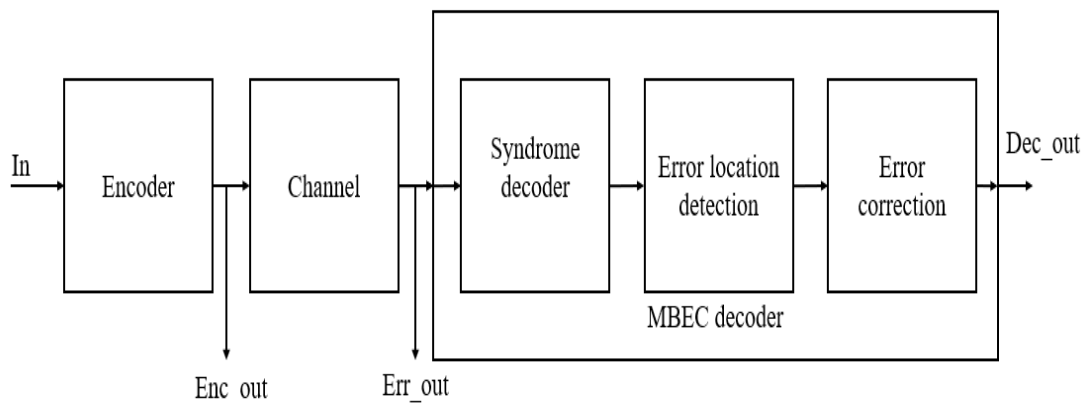 In
Encoder
Channel
Syndrome
decoder
Error location
detection
Error
correction
Dec_out
MBEC decoder
Enc_out
Err_out